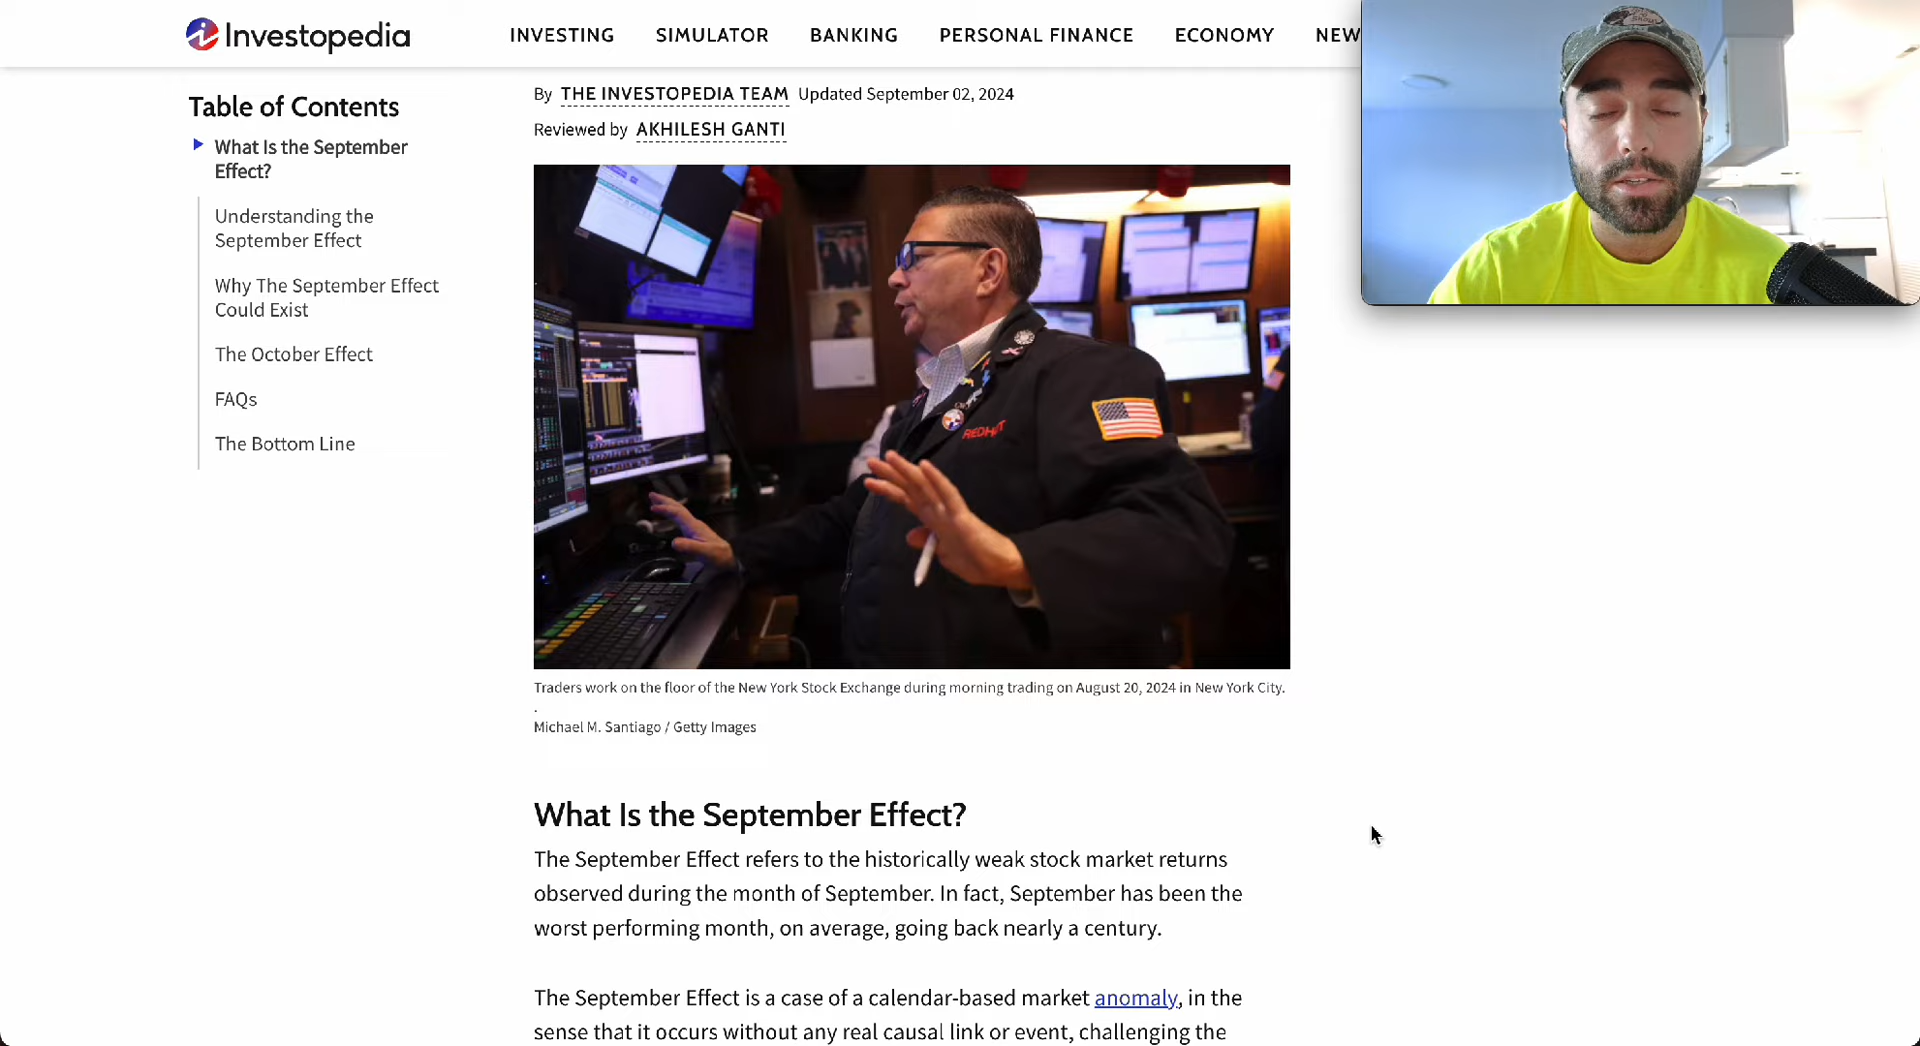 Investopedia
INVESTING SIMULATOR BANKING PERSONAL FINANCE ECONOMY NEW
Table of Contents
What Is the September
Effect?
Understanding the
September Effect
Why The September Effect
Could Exist
The October Effect
FAQs
The Bottom Line
By THE INVESTOPEDIA TEAM Updated September 02, 2024
Reviewed by AKHILESH GANTI
REDHOT
Traders work on the floor of the New York Stock Exchange during morning trading on August 20, 2024 in New York City.
.
Michael M. Santiago / Getty Images
What Is the September Effect?
The September Effect refers to the historically weak stock market returns
observed during the month of September. In fact, September has been the
worst performing month, on average, going back nearly a century.
The September Effect is a case of a calendar-based market anomaly, in the
sense that it occurs without any real causal link or event, challenging the